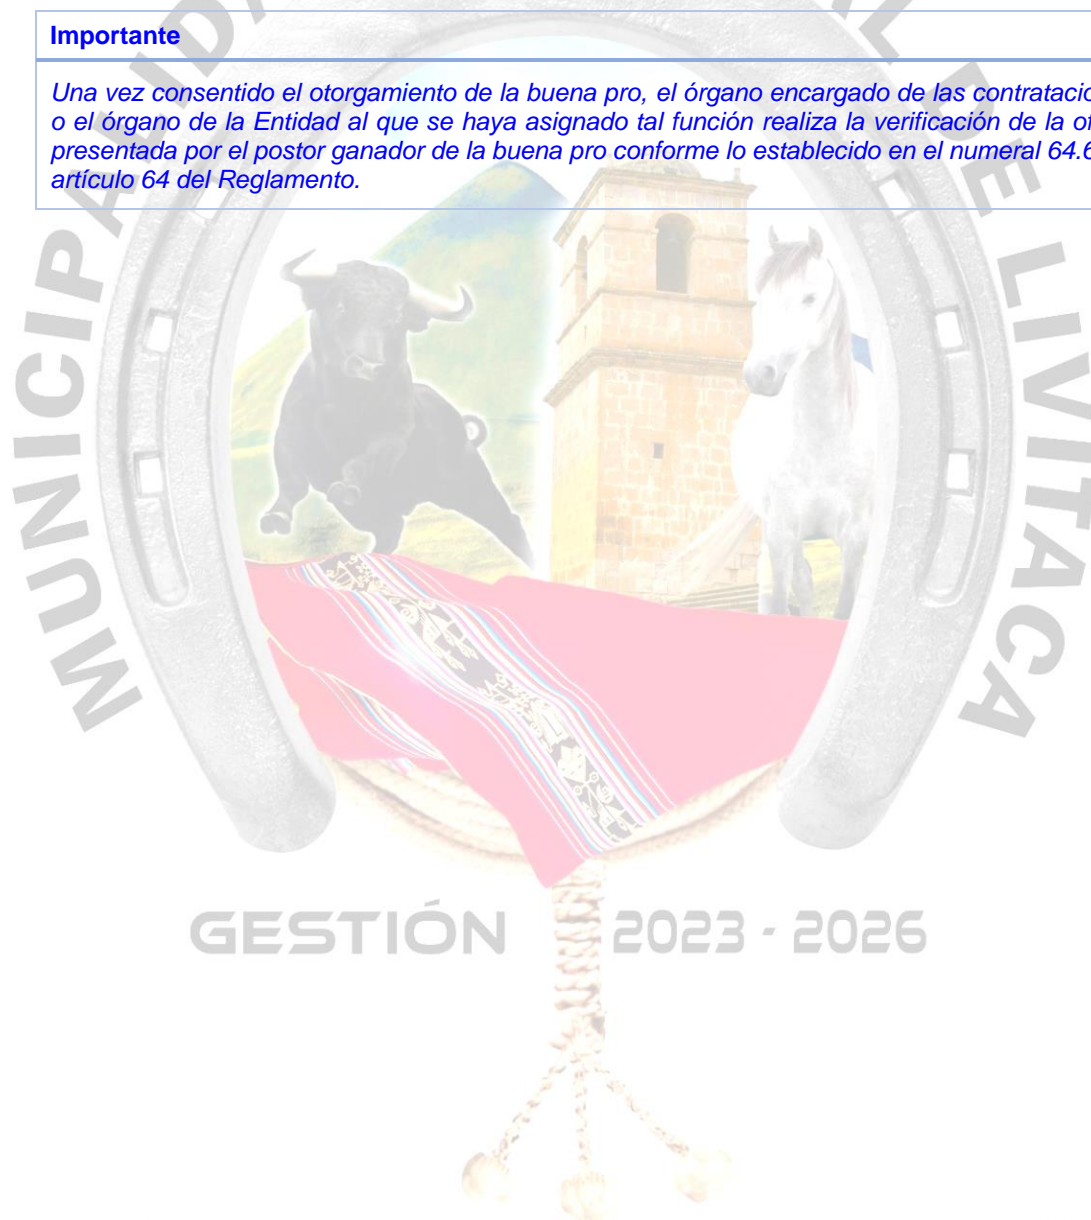 Importante
Una vez consentido el otorgamiento de la buena pro, el órgano encargado de las
o el órgano de la Entidad al que se haya asignado tal función realiza la verificación de la
presentada por el postor ganador de la buena pro conforme lo establecido en el numeral
artículo 64 del Reglamento.
DE LIVITACA
GESTIÓN 2023 - 2026